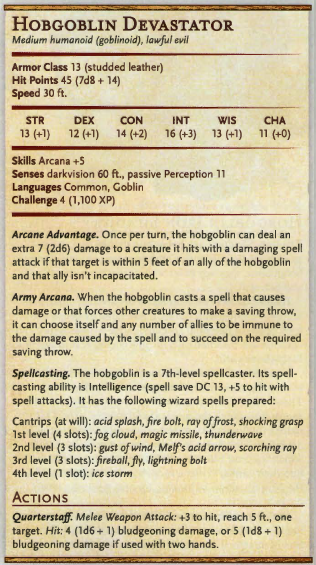 HOBGOBLIN DEVASTATOR
Medium humanoid (goblinoid), lawful evil
Armor Class 13 (studded leather)
Hit Points 45 (7d8 + 14)
Speed 30 ft.
STR DEX CON INT WIS CHA
13 (+1) 12 (+1) 14 (+2) 16 (+3) 13 (+1) 11 (+0)
Skills Arcana +5
Senses darkvision 60 ft., passive Perception 11
Languages Common, Goblin
Challenge 4 (1,100 XP)
Arcane Advantage. Once per turn, the hobgoblin can deal an
extra 7 (2d6) damage to a creature it hits with a damaging spell
attack if that target is within 5 feet of an ally of the hobgoblin
and that ally isn't incapacitated.
Army Arcana. When the hobgoblin casts a spell that causes
damage or that forces other creatures to make a saving throw,
it can choose itself and any number of allies to be immune to
the damage caused by the spell and to succeed on the required
saving throw.
Spellcasting. The hobgoblin is a 7th-level spellcaster. Its spell-
casting ability is Intelligence (spell save DC 13, +5 to hit with
spell attacks). It has the following wizard spells prepared:
Cantrips (at will): acid splash, fire bolt, ray of frost, shocking grasp
1st level (4 slots): fog cloud, magic missile, thunderwave
2nd level (3 slots): gust of wind, Melf's acid arrow, scorching ray
3rd level (3 slots): fireball, fly, lightning bolt
4th level (1 slot): ice storm
ACTIONS
Quarterstaff. Melee Weapon Attack: +3 to hit, reach 5 ft., one
target. Hit: 4 (1d6 + 1) bludgeoning damage, or 5 (1d8 + 1)
bludgeoning damage if used with two hands.